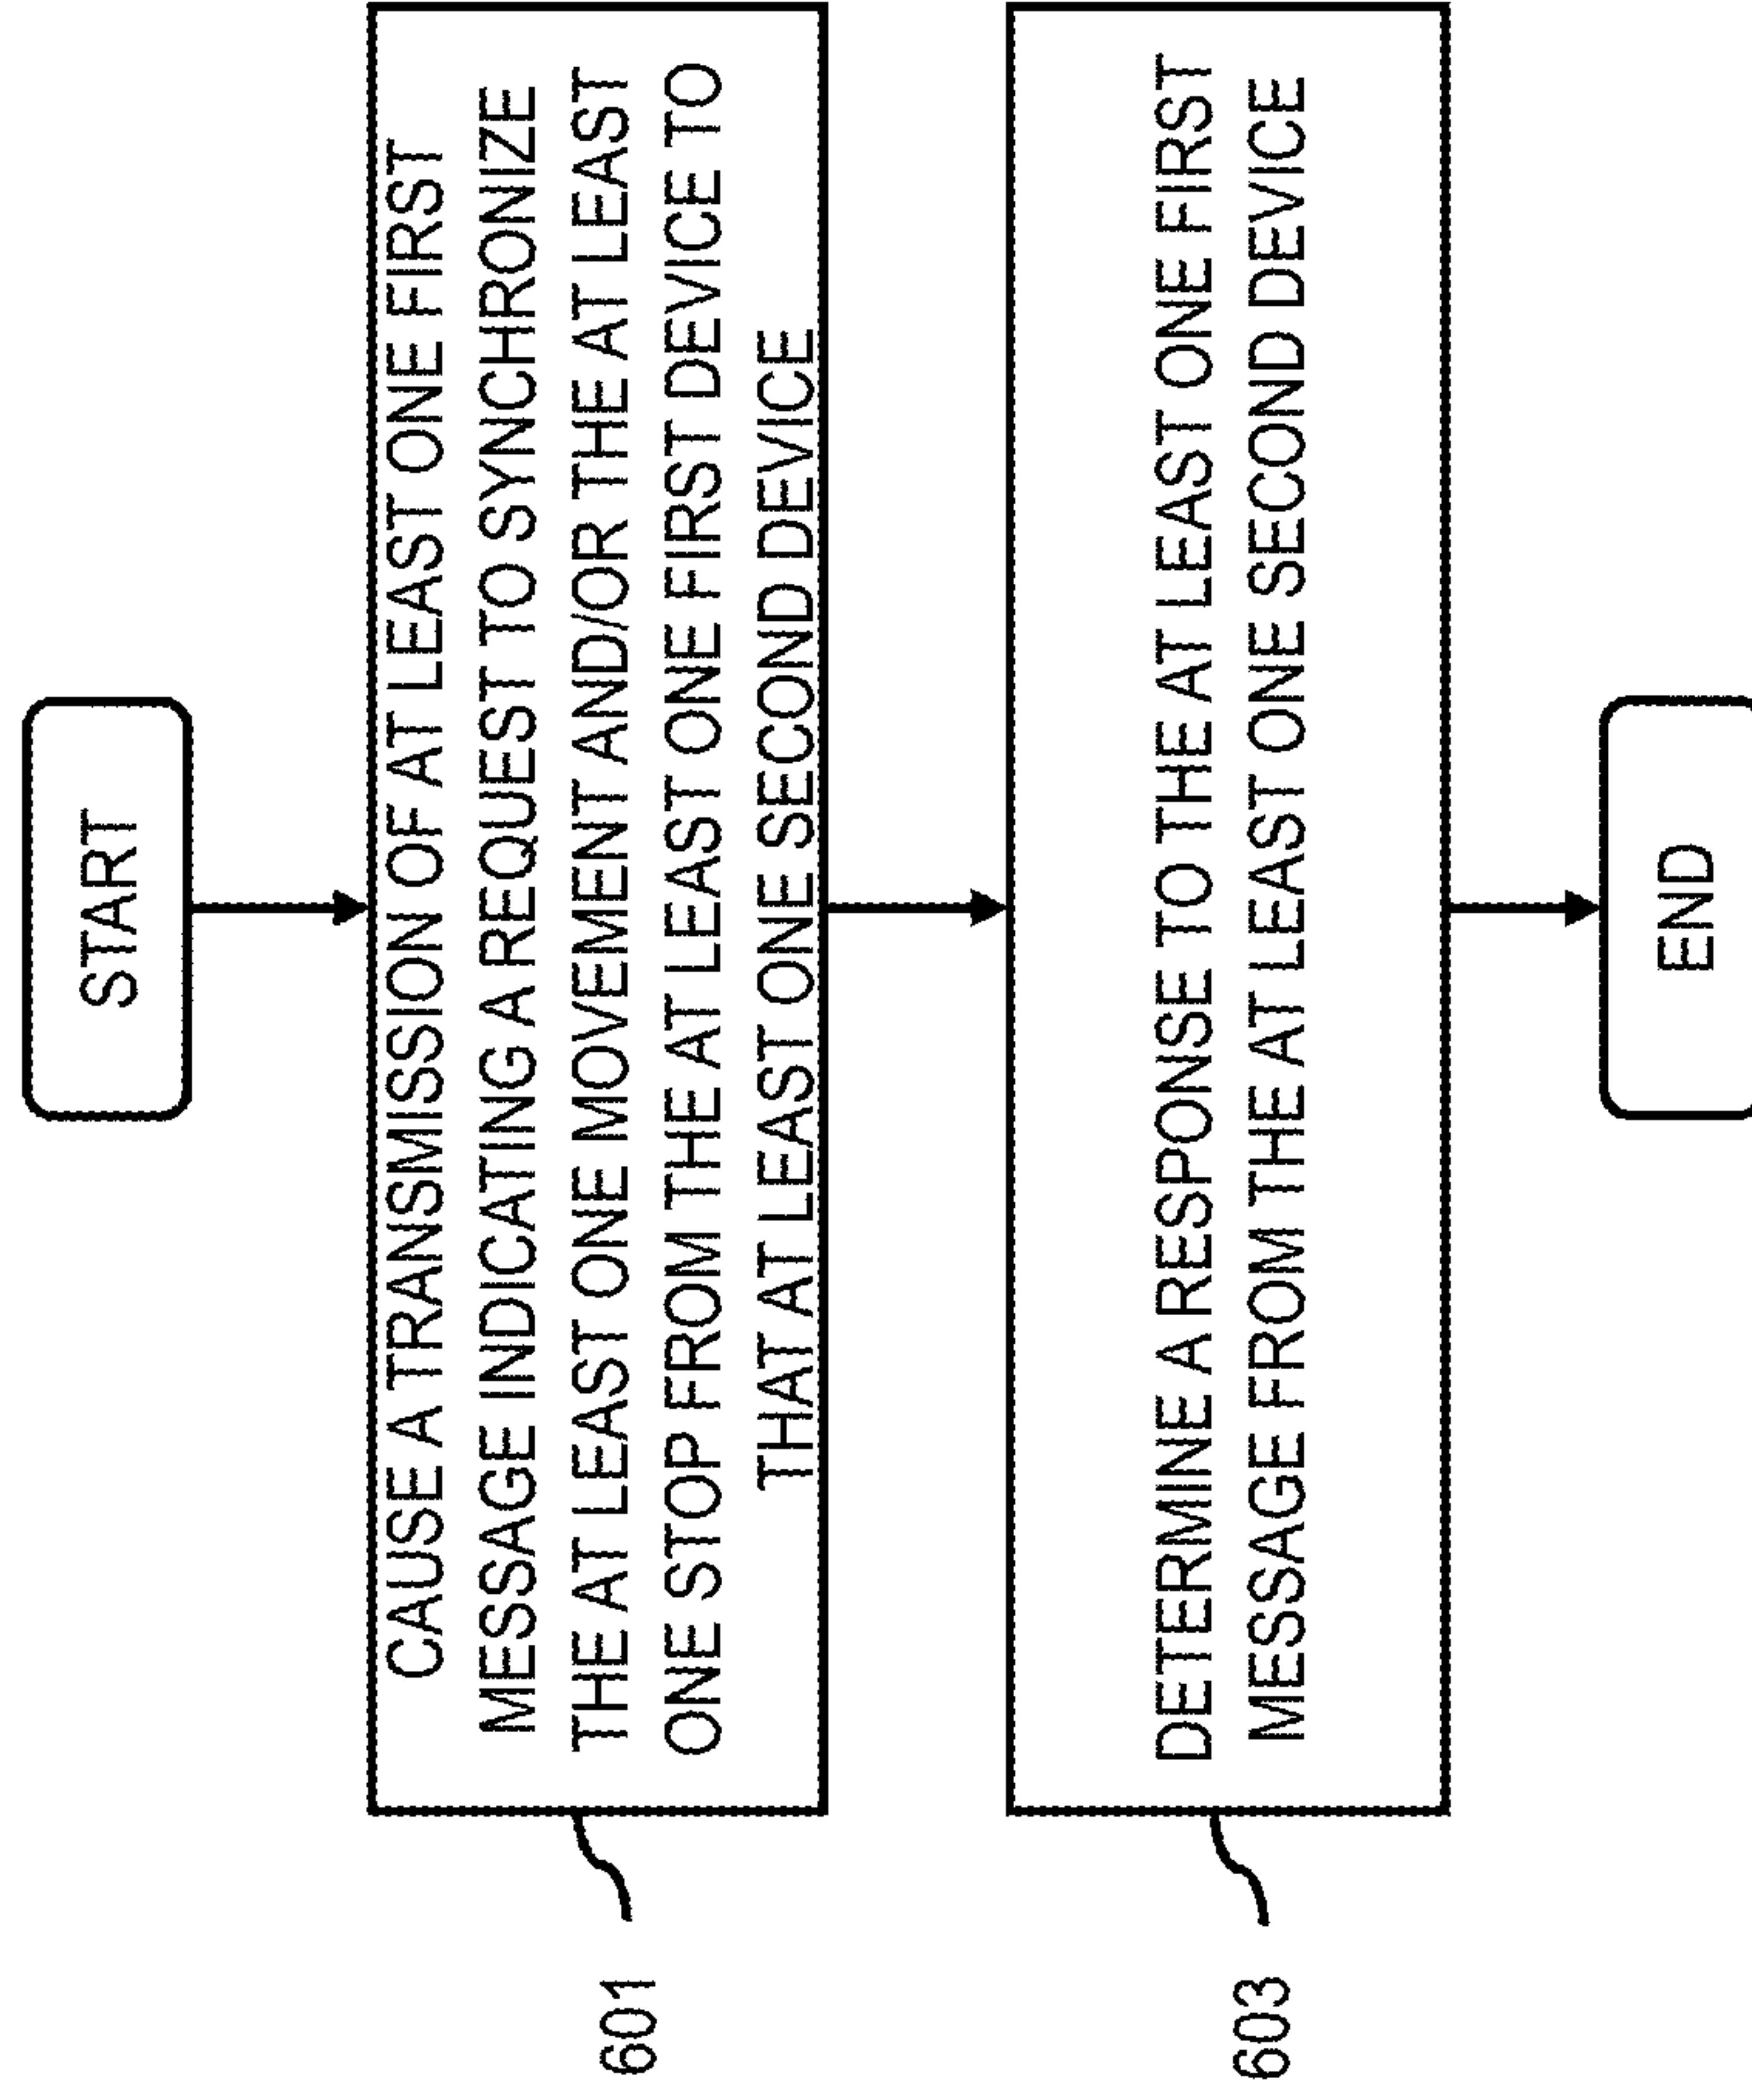 START
CAUSE A TRANSMISSION OF AT LEAST ONE FIRST
MESSAGE INDICATING A REQUEST TO SYNCHRONIZE
THE AT LEAST ONE MOVEMENT AND/OR THE AT LEAST
ONE STOP FROM THE AT LEAST ONE FIRST DEVICE TO
THAT AT LEAST ONE SECOND DEVICE
601
DETERMINE A RESPONSE TO THE AT LEAST ONE FIRST
MESSAGE FROM THE AT LEAST ONE SECOND DEVICE
603
END